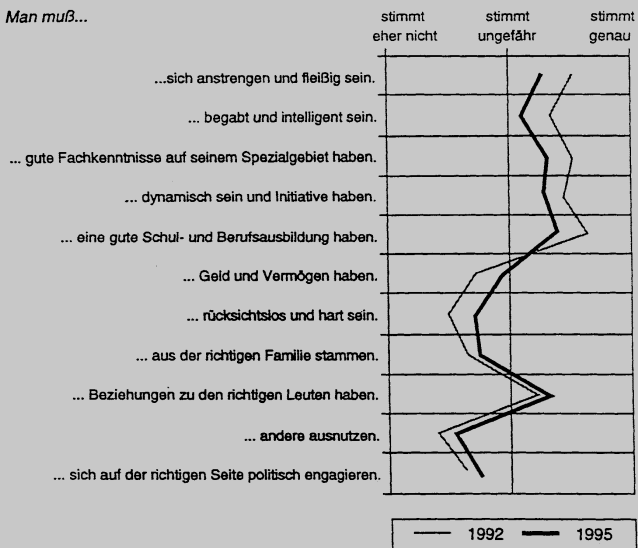 Man muß...
stimmt eher nicht
stimmt ungefähr
stimmt genau
...sich anstrengen und fleißig sein.
... begabt und intelligent sein.
... gute Fachkenntnisse auf seinem Spezialgebiet haben.
... dynamisch sein und Initiative haben.
... eine gute Schul- und Berufsausbildung haben.
... Geld und Vermögen haben.
... rücksichtslos und hart sein.
... aus der richtigen Familie stammen.
... Beziehungen zu den richtigen Leuten haben.
... andere ausnutzen.
... sich auf der richtigen Seite politisch engagieren.
1992 1995